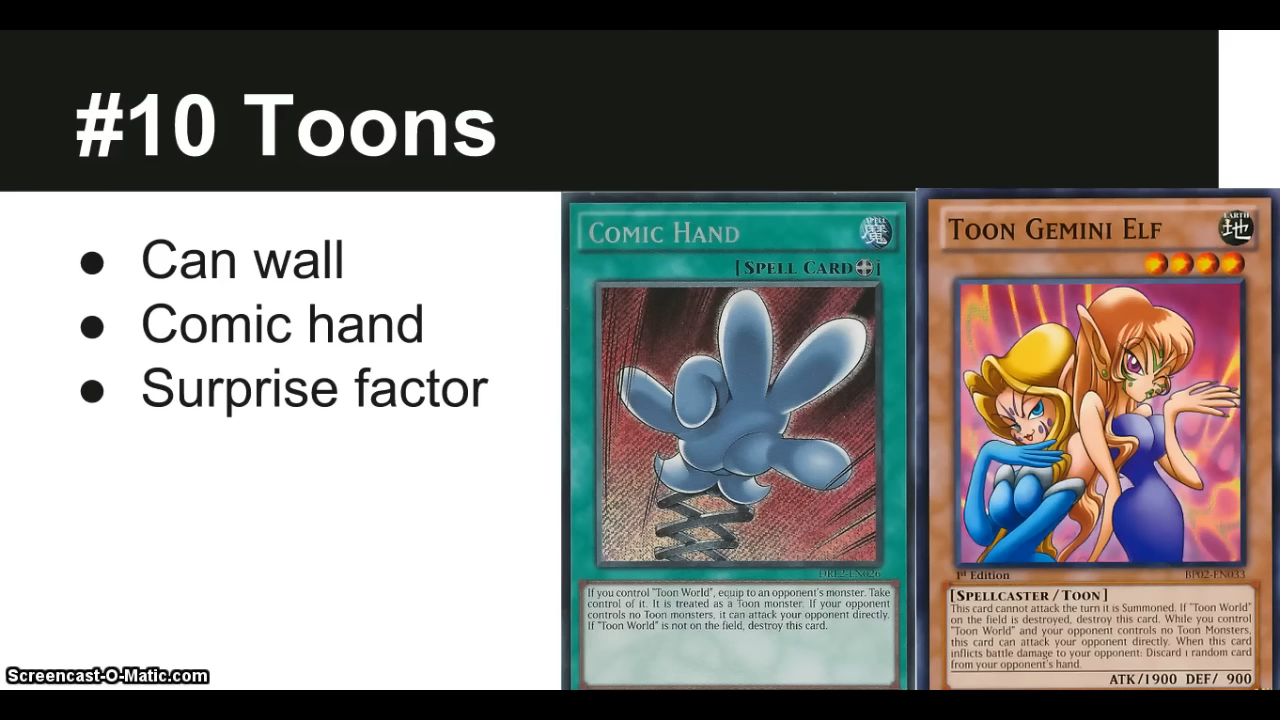 #10 Toons
● Can wall
● Comic hand
● Surprise factor
COMIC HAND
SPELL
魔
[SPELL CARD]
If you control "Toon World", equip to an opponent's monster. Take
control of it. It is treated as a Toon monster. If your opponent
controls no Toon monsters, it can attack your opponent directly.
If "Toon World" is not on the field, destroy this card.
TOON GEMINI ELF
EARTH
地
1st Edition
BP02-EN033
[SPELLCASTER / TOON]
This card cannot attack the turn it is Summoned. If "Toon World"
on the field is destroyed, destroy this card. While you control
"Toon World" and your opponent controls no Toon Monsters,
this card can attack your opponent directly. When this card
inflicts battle damage to your opponent: Discard 1 random card
from your opponent's hand.
ATK/1900 DEF/ 900
Screencast-O-Matic.com